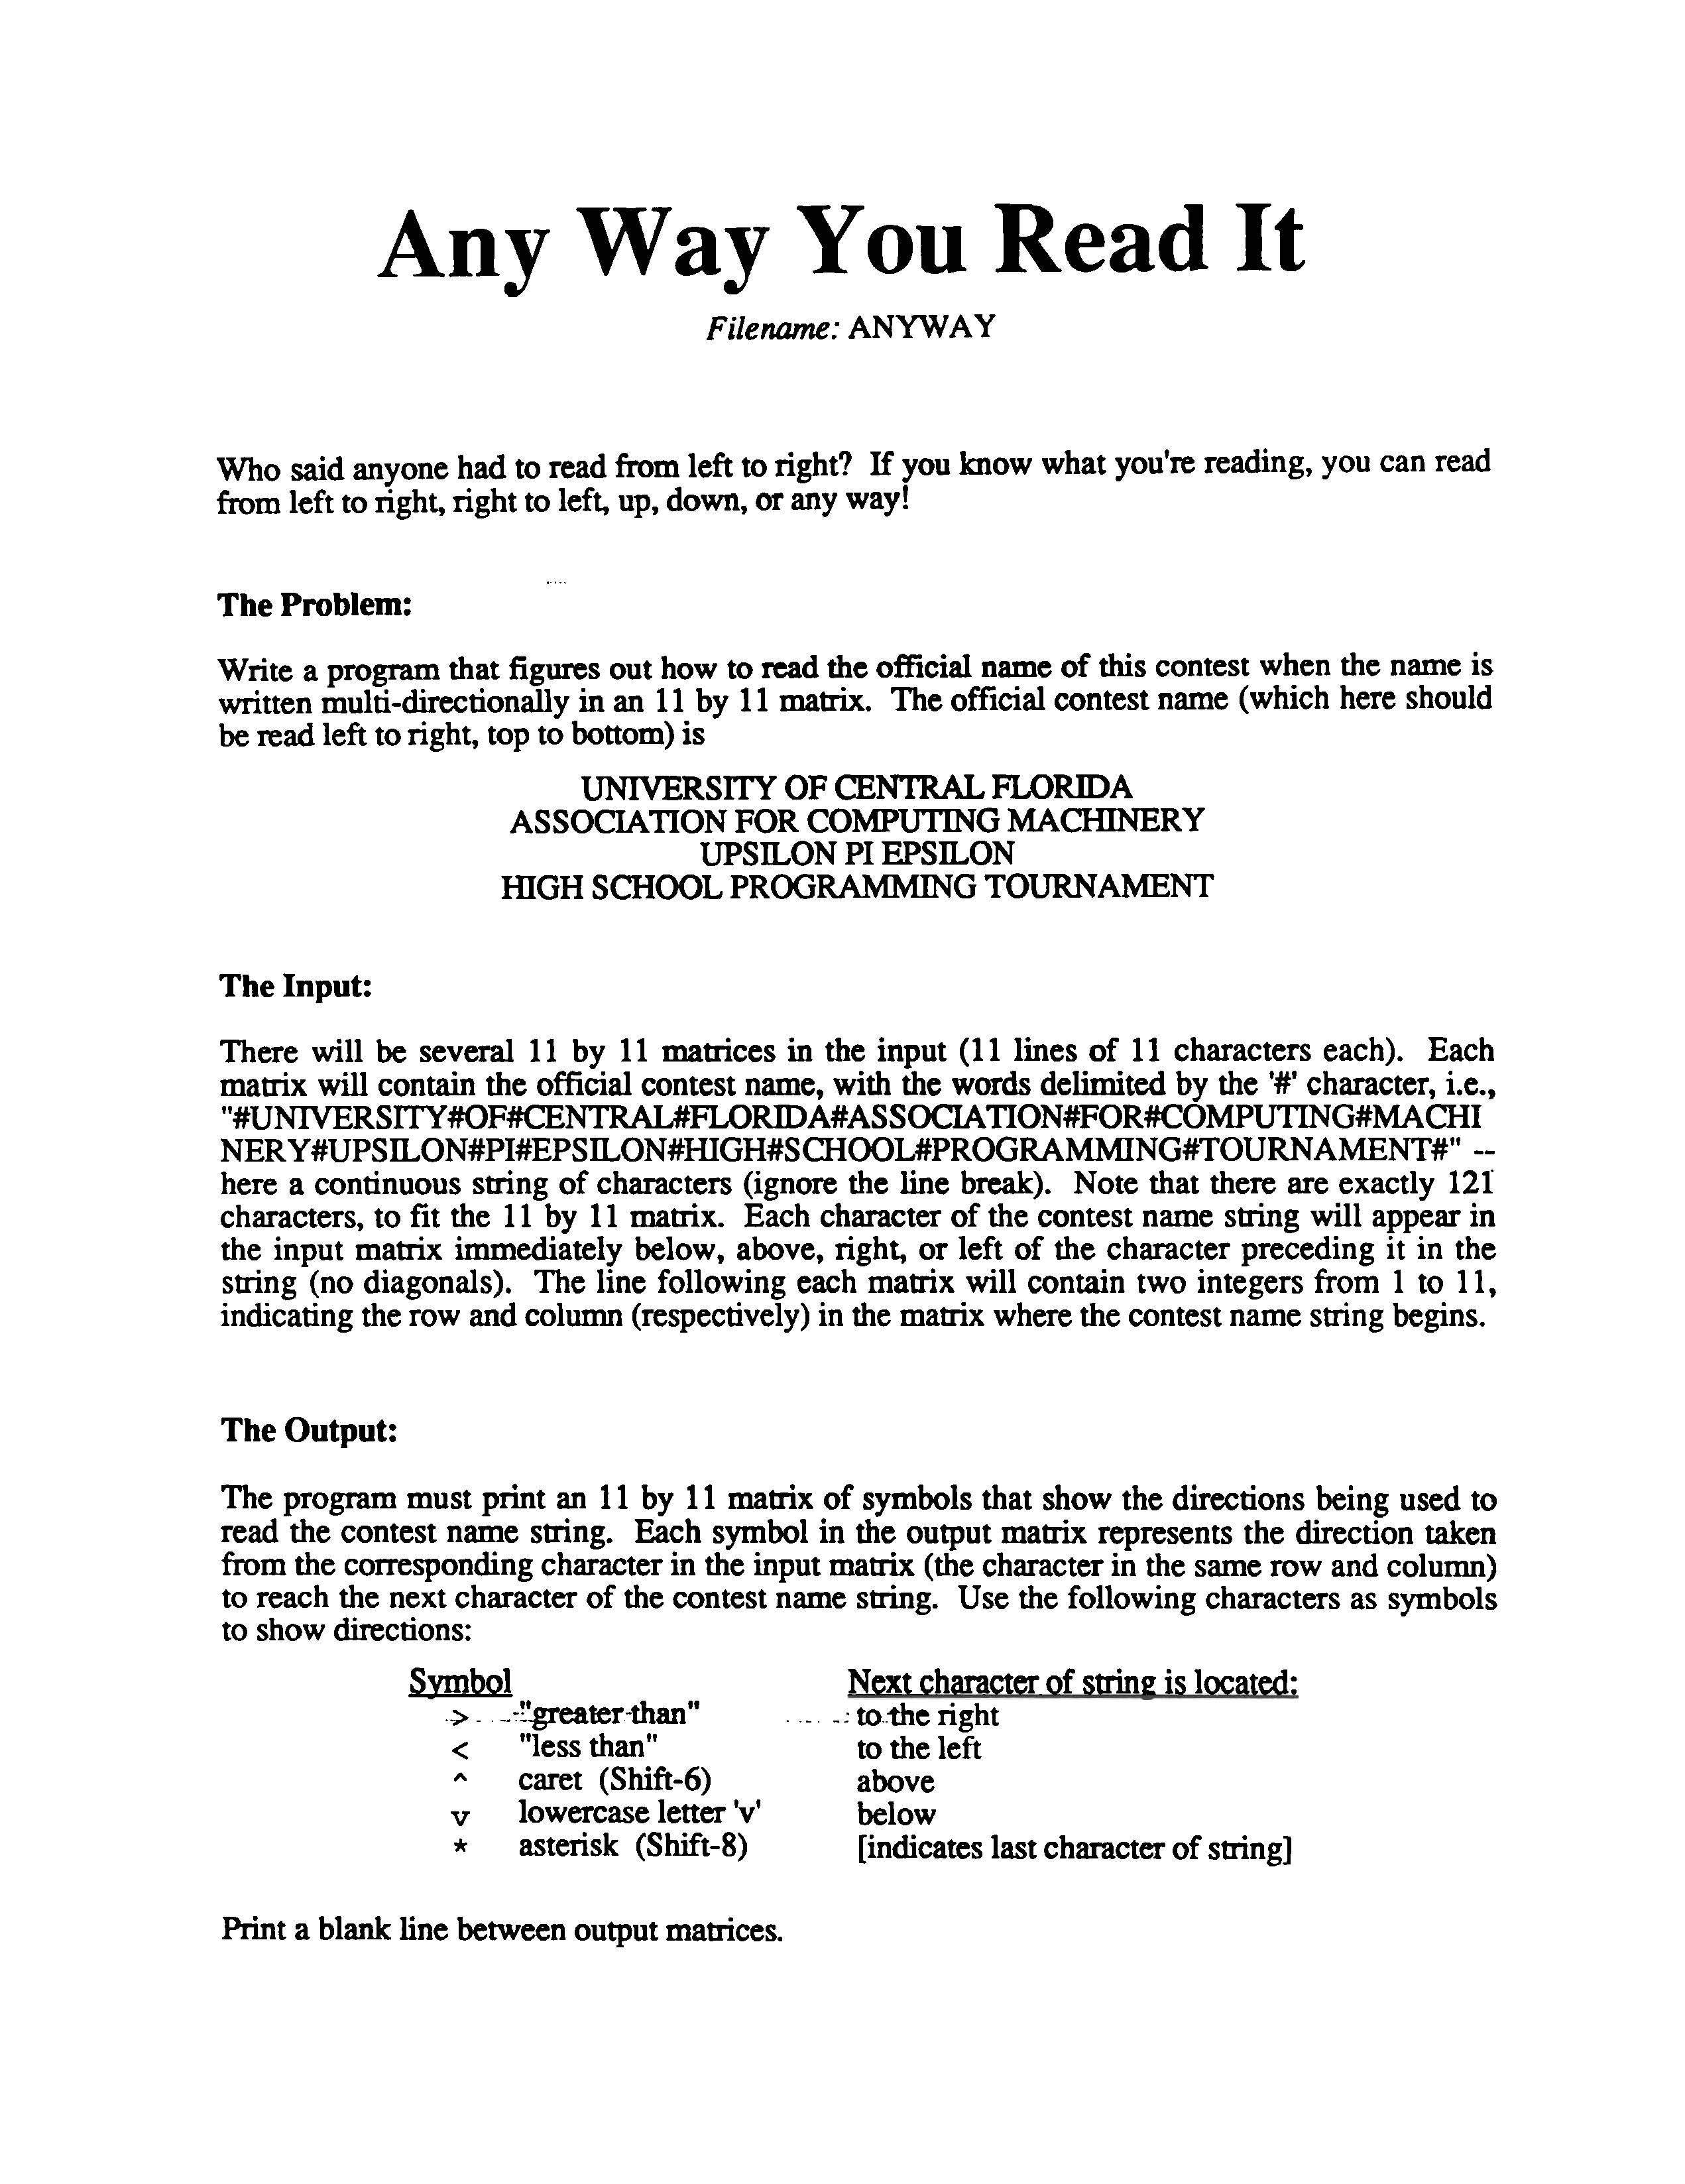 Any Way You Read It
Filename: ANYWAY
Who said anyone had to read from left to right? If you know what you're reading, you can read
from left to right, right to left, up, down, or any way!
The Problem:
Write a program that figures out how to read the official name of this contest when the name is
written multi-directionally in an 11 by 11 matrix. The official contest name (which here should
be read left to right, top to bottom) is
UNIVERSITY OF CENTRAL FLORIDA
ASSOCIATION FOR COMPUTING MACHINERY
UPSILON PI EPSILON
HIGH SCHOOL PROGRAMMING TOURNAMENT
The Input:
There will be several 11 by 11 matrices in the input (11 lines of 11 characters each). Each
matrix will contain the official contest name, with the words delimited by the '#' character, i.e.,
"#UNIVERSITY#OF#CENTRAL#FLORIDA#ASSOCIATION#FOR#COMPUTING#MACHI
NERY#UPSILON#PI#EPSILON#HIGH#SCHOOL#PROGRAMMING#TOURNAMENT#" --
here a continuous string of characters (ignore the line break). Note that there are exactly 121
characters, to fit the 11 by 11 matrix. Each character of the contest name string will appear in
the input matrix immediately below, above, right, or left of the character preceding it in the
string (no diagonals). The line following each matrix will contain two integers from 1 to 11,
indicating the row and column (respectively) in the matrix where the contest name string begins.
The Output:
The program must print an 11 by 11 matrix of symbols that show the directions being used to
read the contest name string. Each symbol in the output matrix represents the direction taken
from the corresponding character in the input matrix (the character in the same row and column)
to reach the next character of the contest name string. Use the following characters as symbols
to show directions:
Symbol Next character of string is located:
> "greater than" to the right
< "less than" to the left
^ caret (Shift-6) above
v lowercase letter 'v' below
* asterisk (Shift-8) [indicates last character of string]
Print a blank line between output matrices.